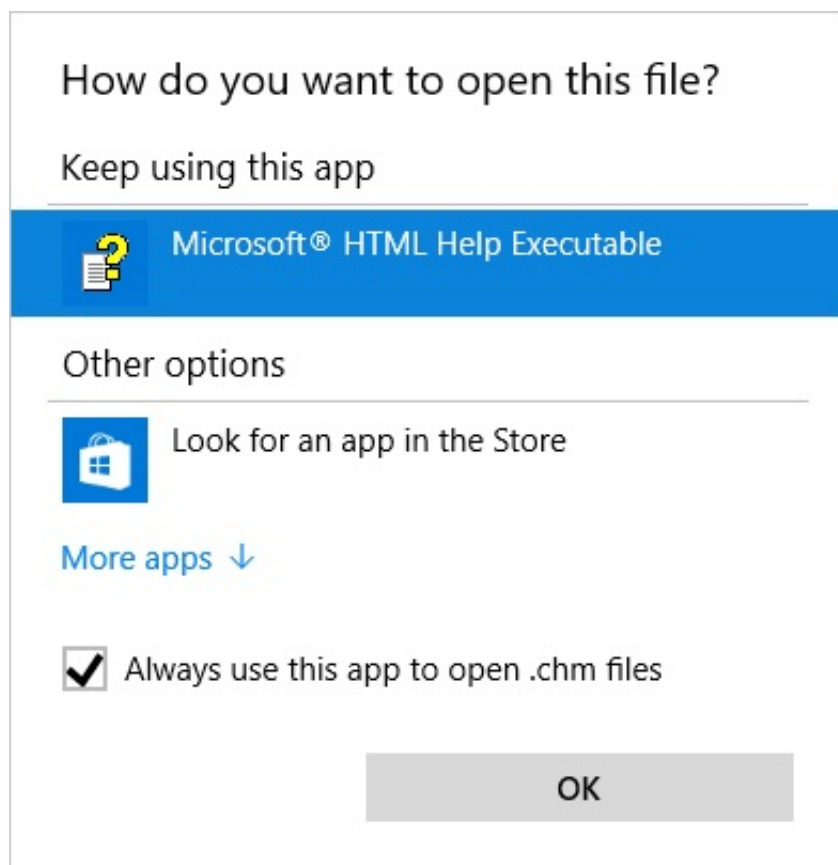 How do you want to open this file?
Keep using this app
Microsoft® HTML Help Executable
Other options
Look for an app in the Store
More apps ↓
Always use this app to open .chm files
OK